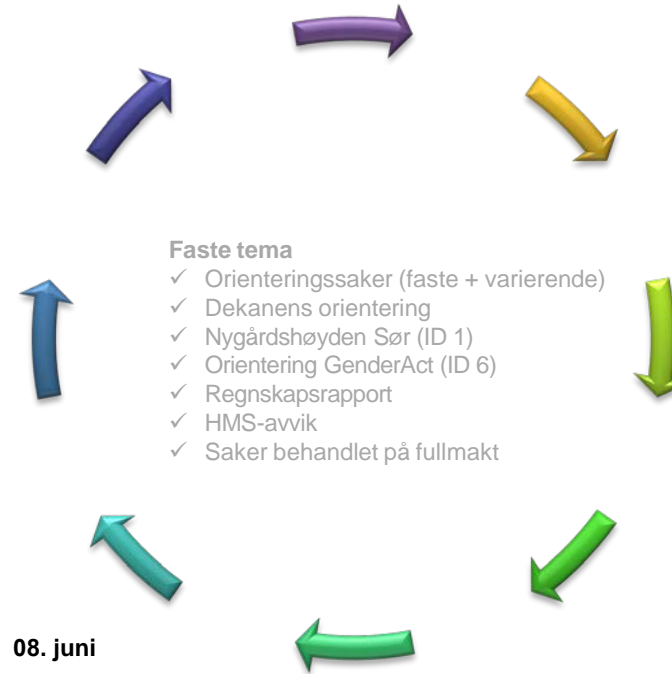 Faste tema
✓ Orienteringssaker (faste + varierende)
✓ Dekanens orientering
✓ Nygårdshøyden Sør (ID 1)
✓ Orientering GenderAct (ID 6)
✓ Regnskapsrapport
✓ HMS-avvik
✓ Saker behandlet på fullmakt
08. juni